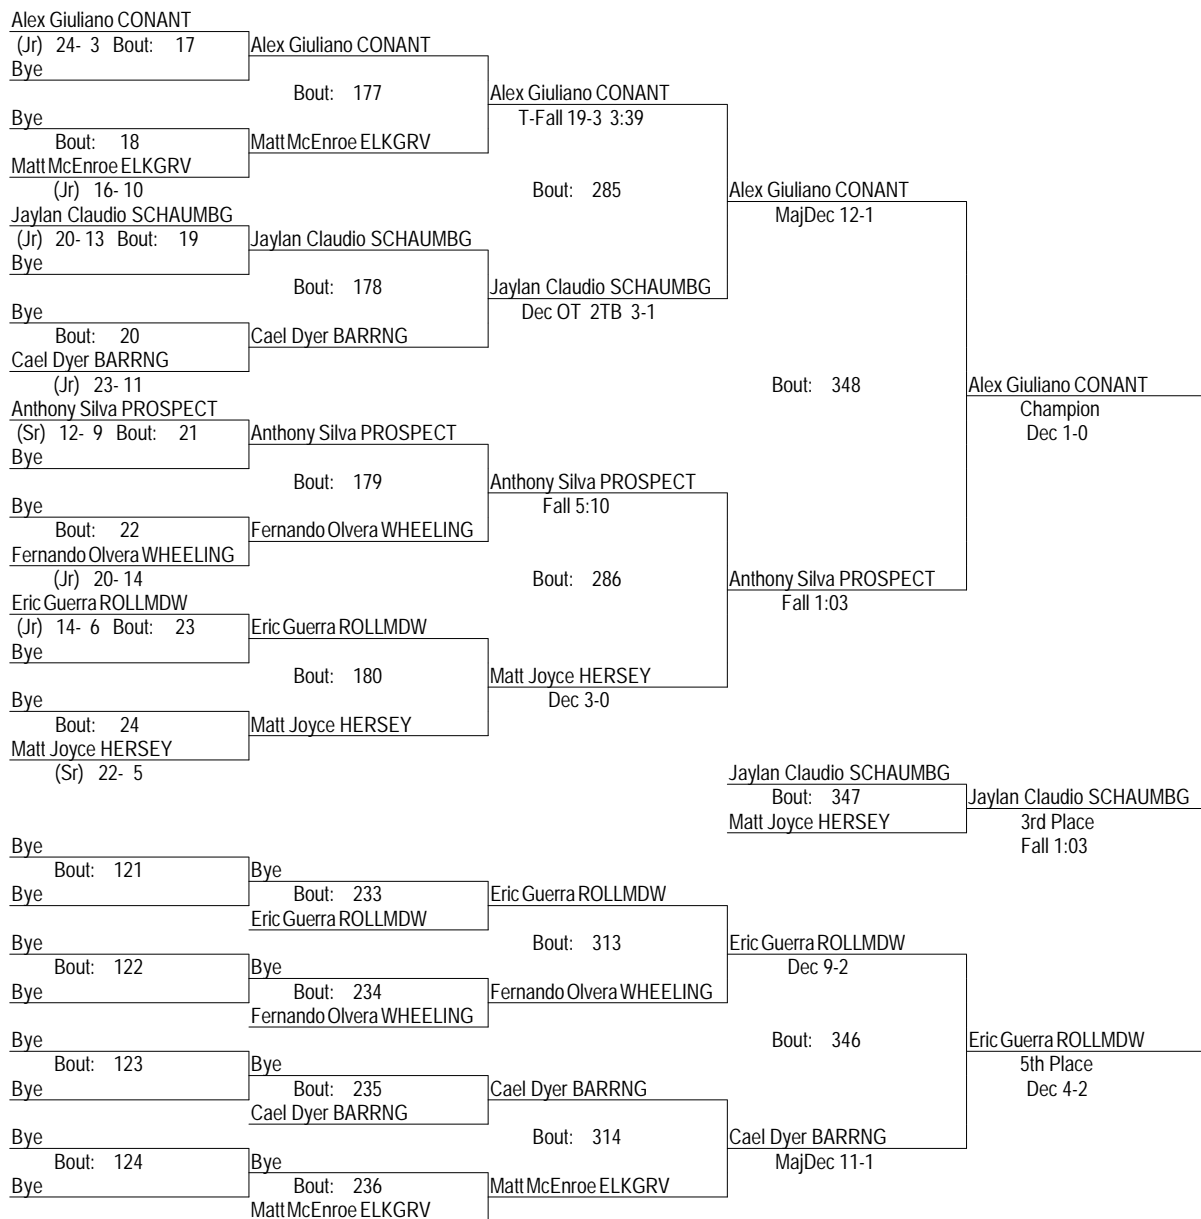 Alex Giuliano CONANT
(Jr) 24- 3 Bout: 17 Alex Giuliano CONANT
Bye
Bout: 177 Alex Giuliano CONANT
Bye T-Fall 19-3 3:39
Bout: 18 Matt McEnroe ELKGRV
Matt McEnroe ELKGRV
(Jr) 16- 10 Bout: 285 Alex Giuliano CONANT
Jaylan Claudio SCHAUMBG MajDec 12-1
(Jr) 20- 13 Bout: 19 Jaylan Claudio SCHAUMBG
Bye
Bout: 178 Jaylan Claudio SCHAUMBG
Bye Dec OT 2TB 3-1
Bout: 20 Cael Dyer BARRNG
Cael Dyer BARRNG
(Jr) 23- 11 Bout: 348 Alex Giuliano CONANT
Anthony Silva PROSPECT Champion
(Sr) 12- 9 Bout: 21 Anthony Silva PROSPECT Dec 1-0
Bye
Bout: 179 Anthony Silva PROSPECT
Bye Fall 5:10
Bout: 22 Fernando Olvera WHEELING
Fernando Olvera WHEELING
(Jr) 20- 14 Bout: 286 Anthony Silva PROSPECT
Eric Guerra ROLLMDW Fall 1:03
(Jr) 14- 6 Bout: 23 Eric Guerra ROLLMDW
Bye
Bout: 180 Matt Joyce HERSEY
Bye Dec 3-0
Bout: 24 Matt Joyce HERSEY
Matt Joyce HERSEY
(Sr) 22- 5 Jaylan Claudio SCHAUMBG
Bout: 347 Jaylan Claudio SCHAUMBG
Matt Joyce HERSEY 3rd Place
Bye Fall 1:03
Bout: 121 Bye
Bye Bout: 233 Eric Guerra ROLLMDW
Eric Guerra ROLLMDW
Bye Bout: 313 Eric Guerra ROLLMDW
Bout: 122 Bye Dec 9-2
Bye Bout: 234 Fernando Olvera WHEELING
Fernando Olvera WHEELING
Bye Bout: 346 Eric Guerra ROLLMDW
Bout: 123 Bye 5th Place
Bye Bout: 235 Cael Dyer BARRNG Dec 4-2
Cael Dyer BARRNG
Bye Bout: 314 Cael Dyer BARRNG
Bout: 124 Bye MajDec 11-1
Bye Bout: 236 Matt McEnroe ELKGRV
Matt McEnroe ELKGRV